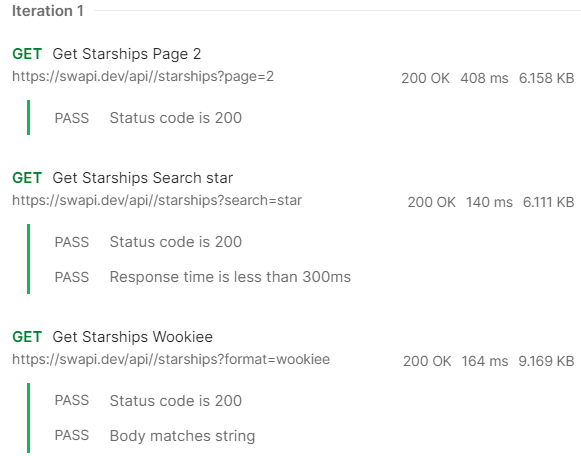 Iteration 1
GET Get Starships Page 2
https://swapi.dev/api//starships?page=2 200 OK 408 ms 6.158 KB
PASS Status code is 200
GET Get Starships Search star
https://swapi.dev/api//starships?search=star 200 OK 140 ms 6.111 KB
PASS Status code is 200
PASS Response time is less than 300ms
GET Get Starships Wookiee
https://swapi.dev/api//starships?format=wookiee 200 OK 164 ms 9.169 KB
PASS Status code is 200
PASS Body matches string